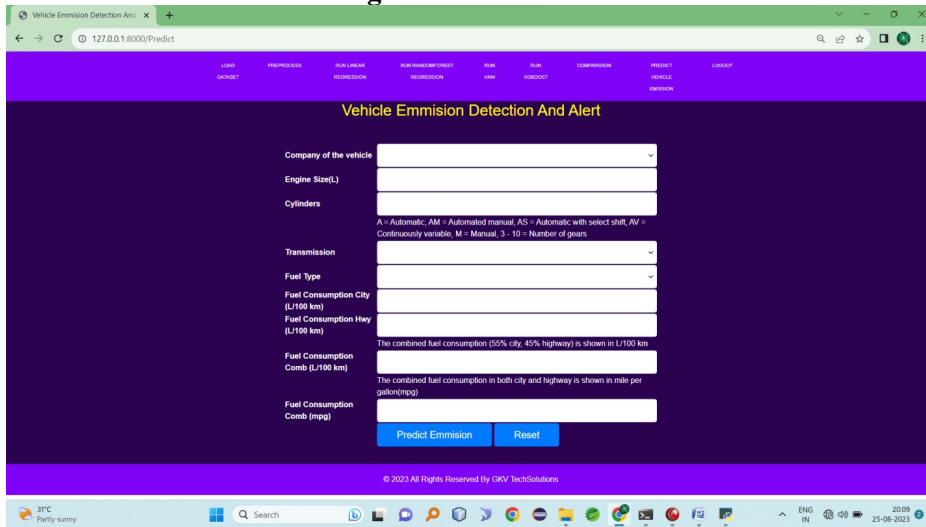 Vehicle Emmision Detection And
127.0.0.1:8000/Predict
LOAD DATASET
PREPROCESS
RUN LINEAR REGRESSION
RUN RANDOMFOREST REGRESSION
RUN KNN
RUN XGBOOST
COMPARISION
PREDICT VEHICLE EMISSION
LOGOUT
Vehicle Emmision Detection And Alert
Company of the vehicle
Engine Size(L)
Cylinders
A = Automatic, AM = Automated manual, AS = Automatic with select shift, AV =
Continuously variable, M = Manual, 3 - 10 = Number of gears
Transmission
Fuel Type
Fuel Consumption City
(L/100 km)
Fuel Consumption Hwy
(L/100 km)
The combined fuel consumption (55% city, 45% highway) is shown in L/100 km
Fuel Consumption
Comb (L/100 km)
The combined fuel consumption in both city and highway is shown in mile per
gallon(mpg)
Fuel Consumption
Comb (mpg)
Predict Emmision Reset
© 2023 All Rights Reserved By GKV TechSolutions
31°C
Partly sunny
Search
ENG
IN
20:09
25-08-2023
2